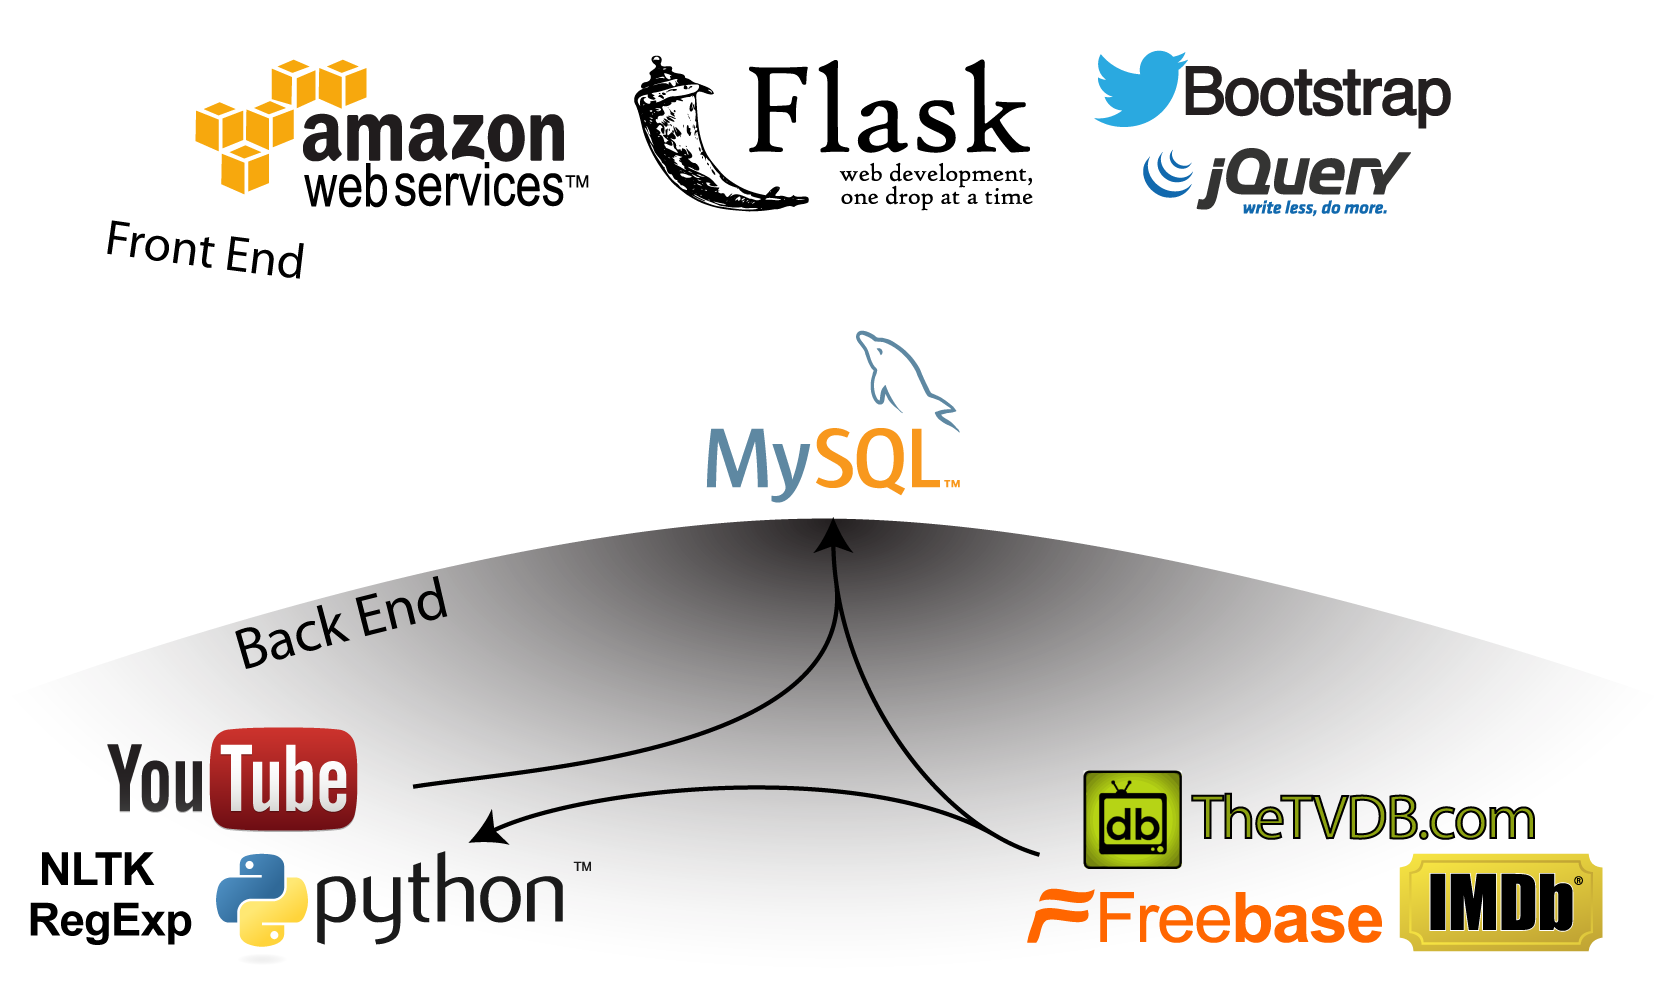 amazon
web services™
Flask
web development,
one drop at a time
Bootstrap
jQuery
write less, do more.
Front End
MySQL™
Back End
YouTube
NLTK
RegExp
python™
db
TheTVDB.com
Freebase
IMDb®